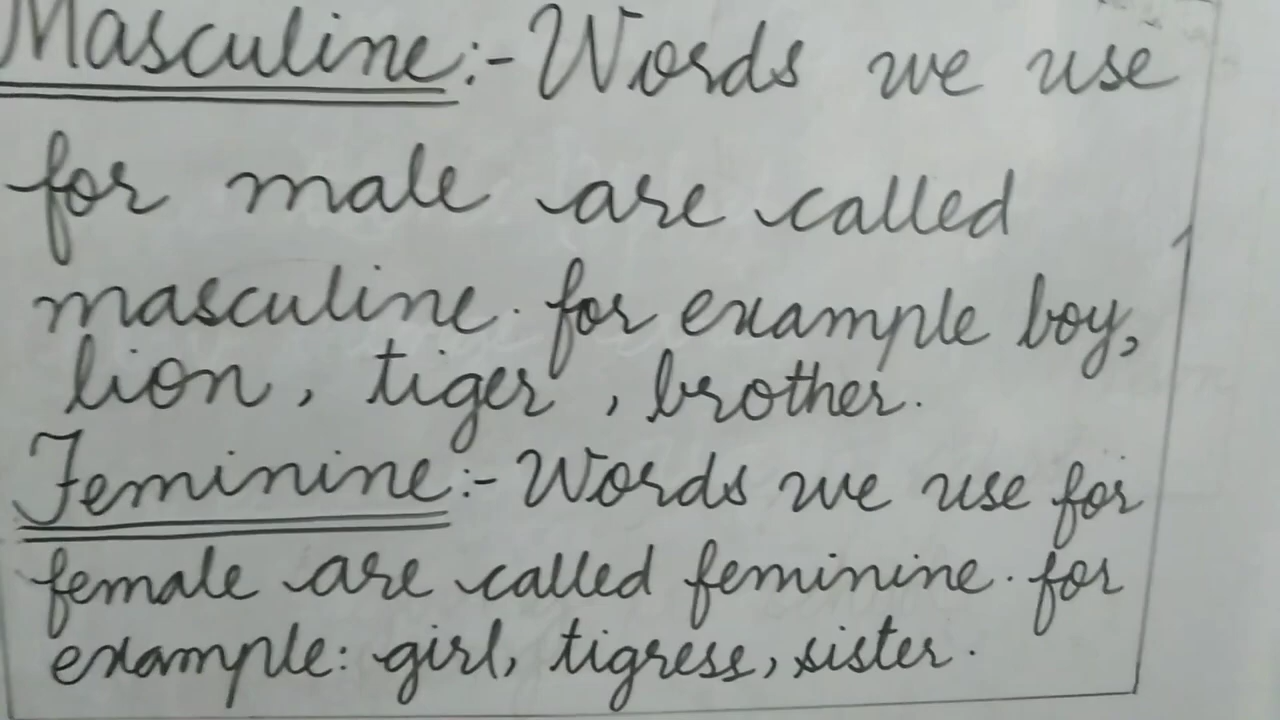 Masculine:- Words we use
for male are called
masculine. for example boy,
lion, tiger, brother.
Feminine:- Words we use for
female are called feminine. for
example: girl, tigress, sister.